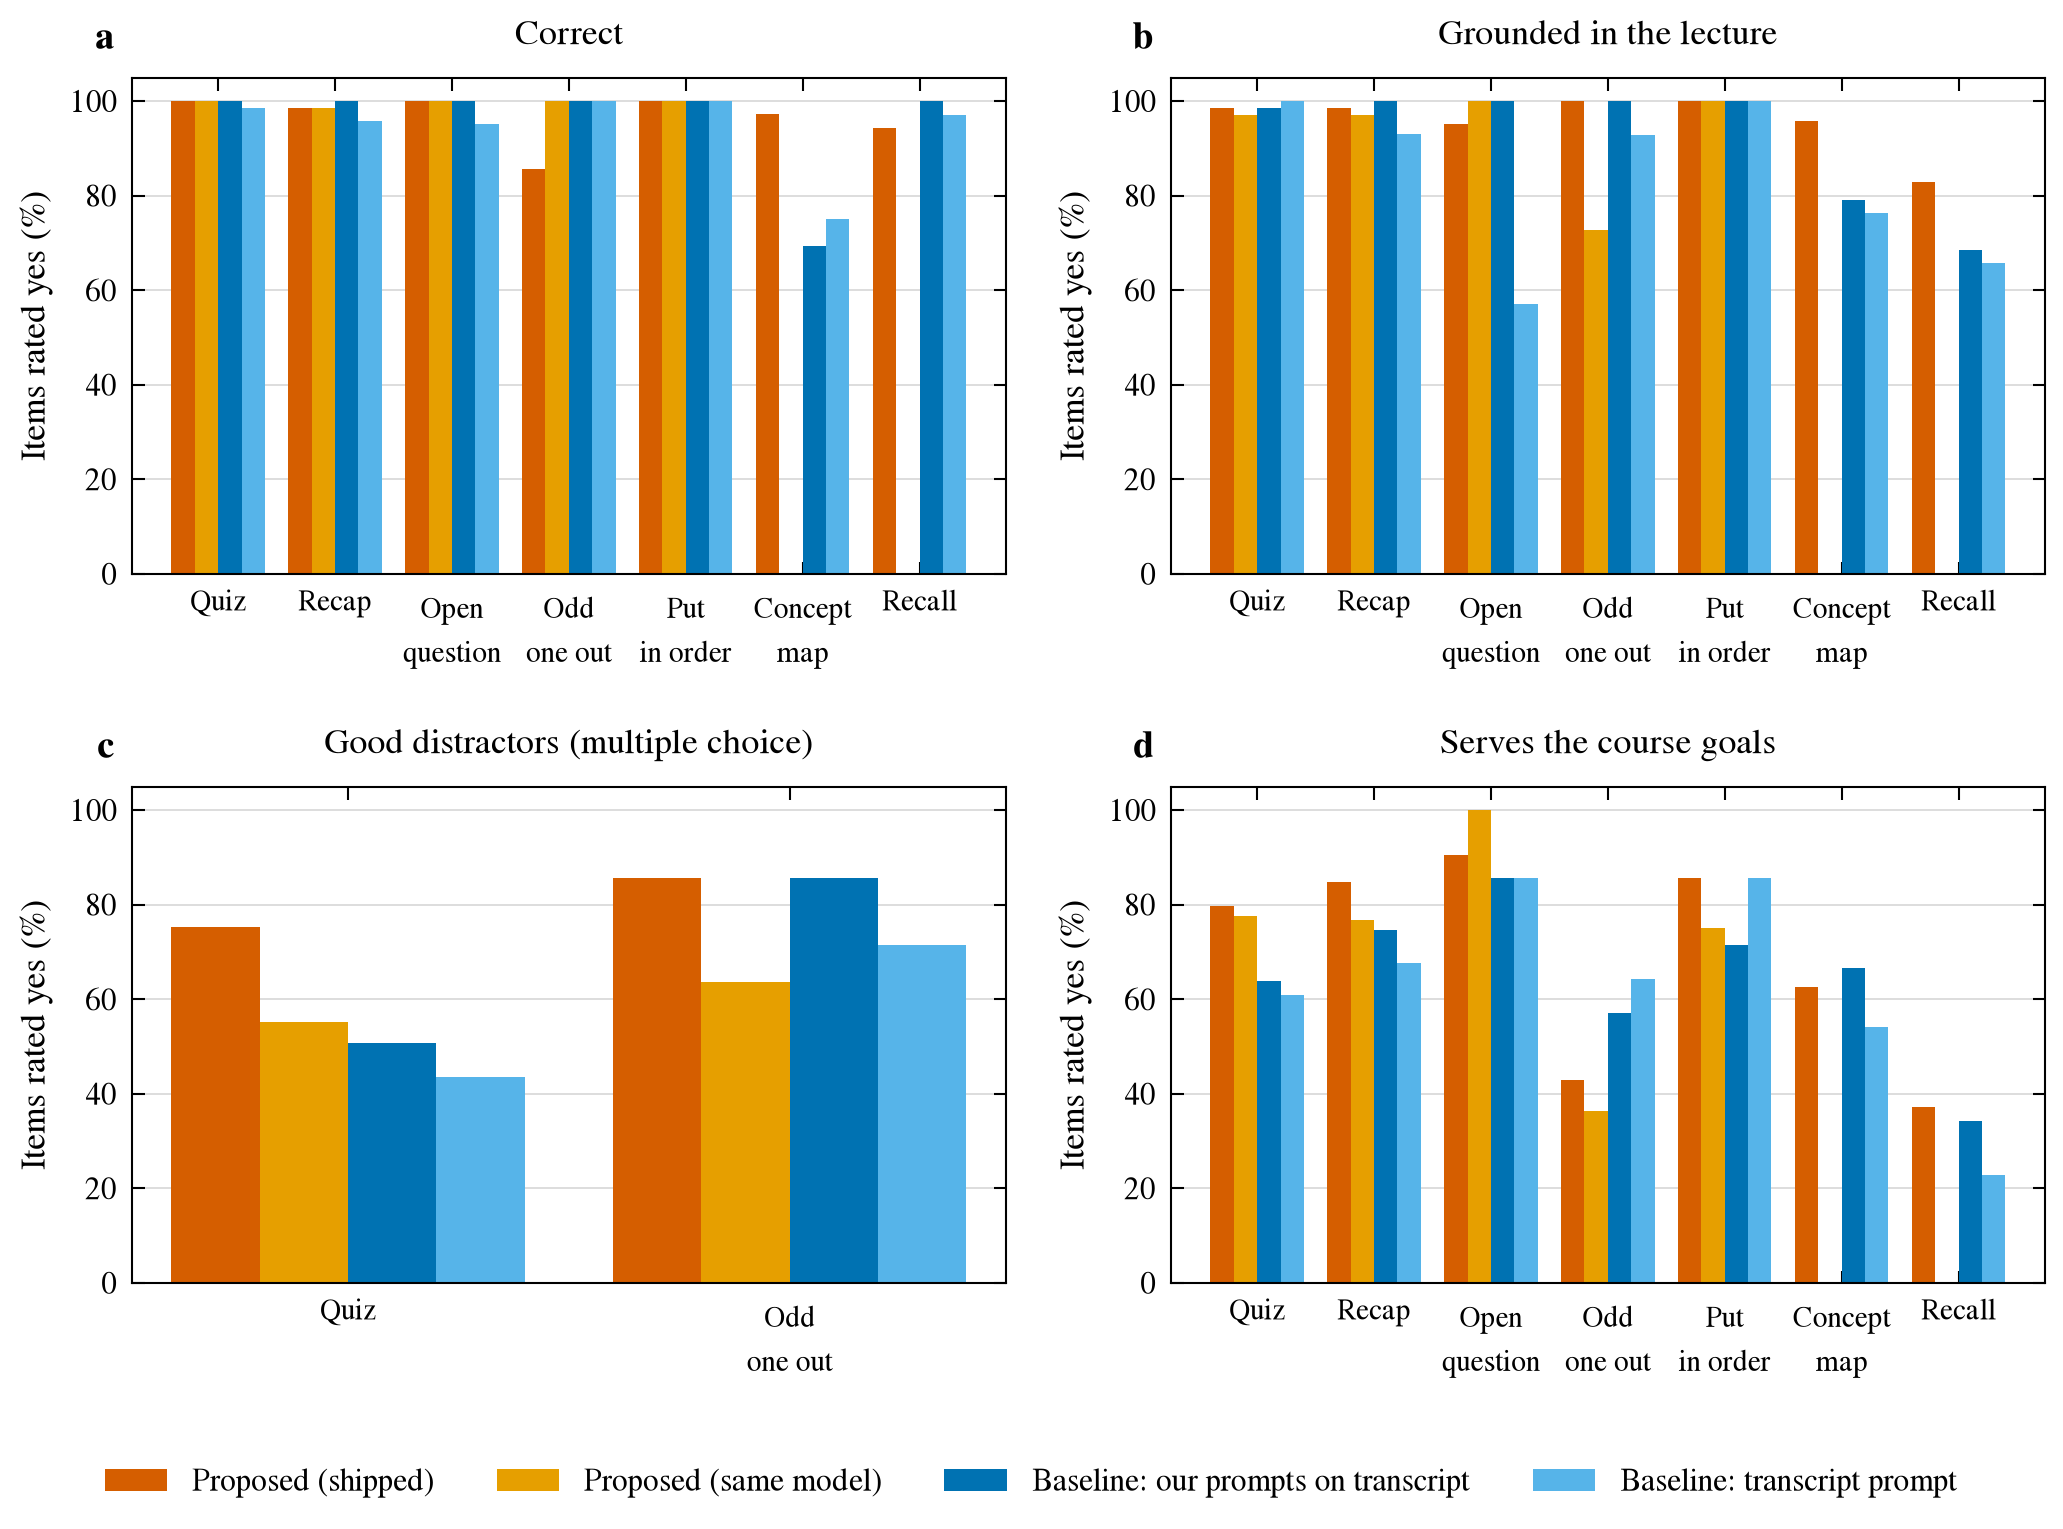 a
Correct
Items rated yes (%)
100
80
60
40
20
0
Quiz
Recap
Open
question
Odd
one out
Put
in order
Concept
map
Recall
b
Grounded in the lecture
Items rated yes (%)
100
80
60
40
20
0
Quiz
Recap
Open
question
Odd
one out
Put
in order
Concept
map
Recall
c
Good distractors (multiple choice)
Items rated yes (%)
100
80
60
40
20
0
Quiz
Odd
one out
d
Serves the course goals
Items rated yes (%)
100
80
60
40
20
0
Quiz
Recap
Open
question
Odd
one out
Put
in order
Concept
map
Recall
Proposed (shipped)
Proposed (same model)
Baseline: our prompts on transcript
Baseline: transcript prompt